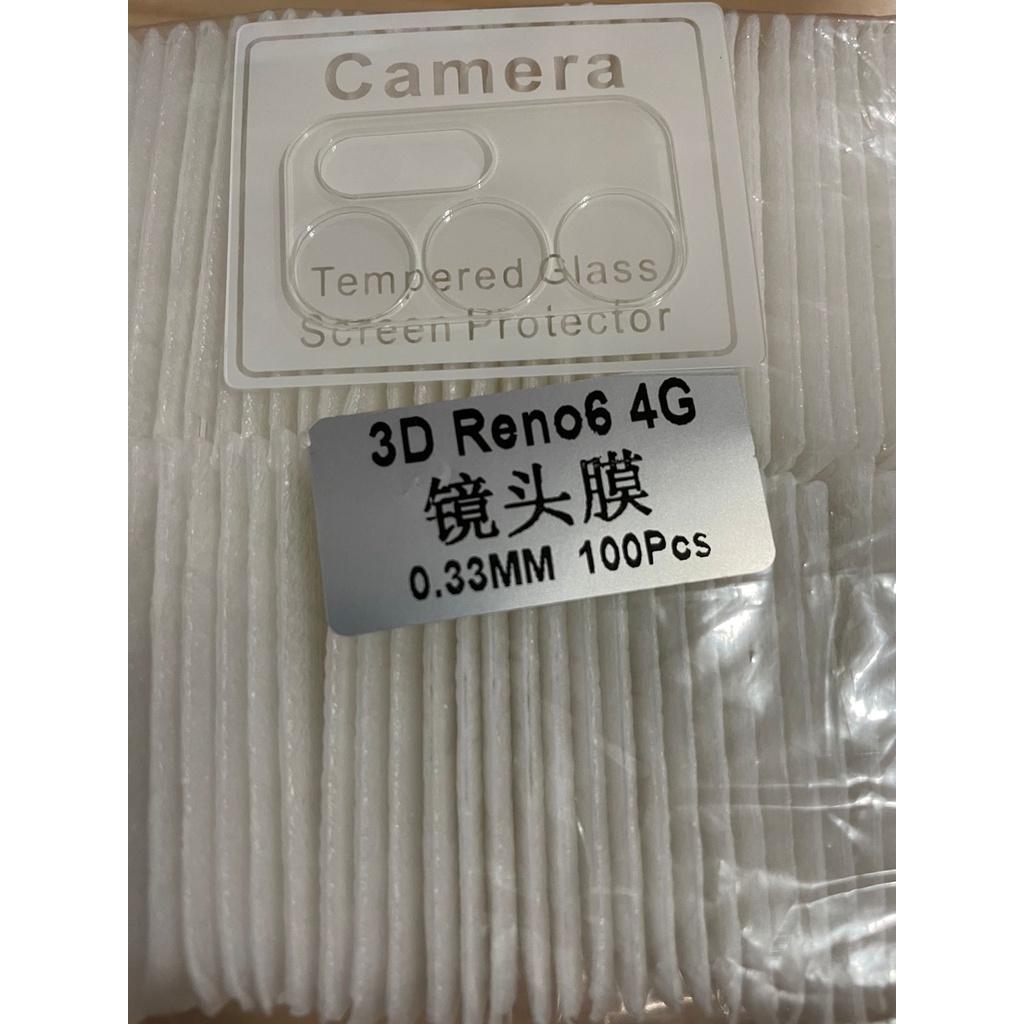 Camera
Tempered Glass
Screen Protector
3D Reno6 4G
镜头膜
0.33MM 100Pcs